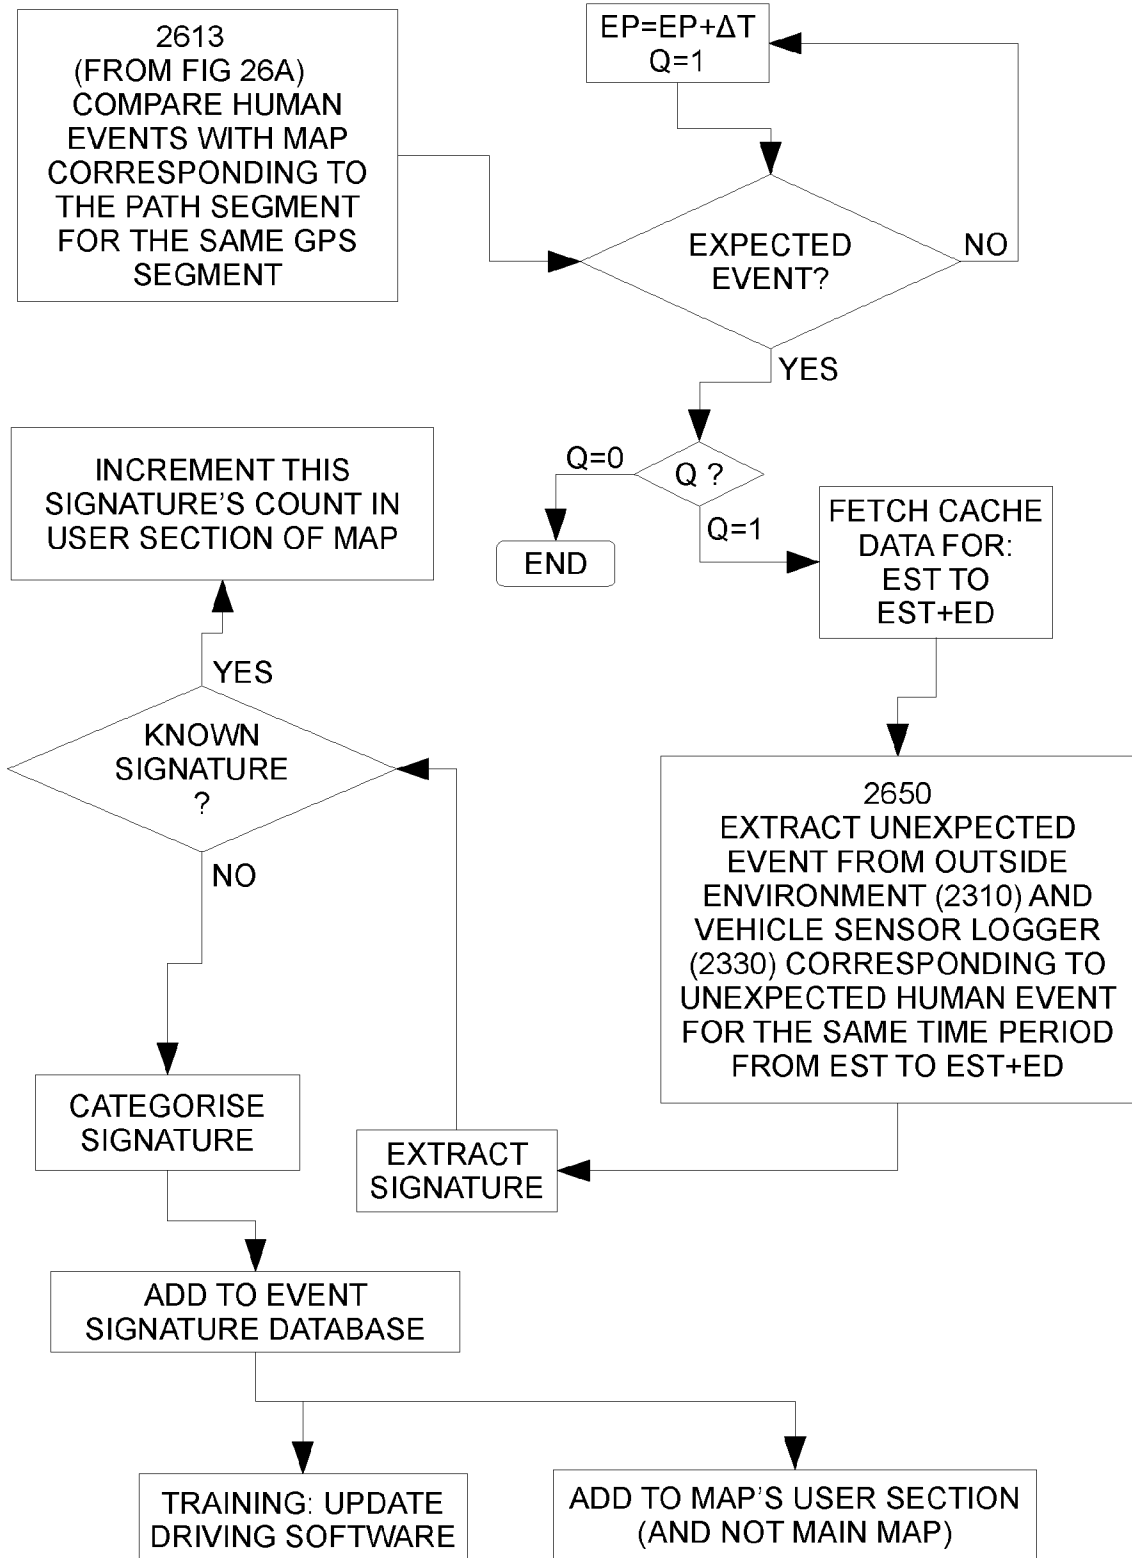 2613
(FROM FIG 26A)
COMPARE HUMAN
EVENTS WITH MAP
CORRESPONDING TO
THE PATH SEGMENT
FOR THE SAME GPS
SEGMENT
EP=EP+ΔT
Q=1
EXPECTED
EVENT?
NO
YES
Q ?
Q=0
END
Q=1
FETCH CACHE
DATA FOR:
EST TO
EST+ED
2650
EXTRACT UNEXPECTED
EVENT FROM OUTSIDE
ENVIRONMENT (2310) AND
VEHICLE SENSOR LOGGER
(2330) CORRESPONDING TO
UNEXPECTED HUMAN EVENT
FOR THE SAME TIME PERIOD
FROM EST TO EST+ED
EXTRACT
SIGNATURE
KNOWN
SIGNATURE
?
YES
INCREMENT THIS
SIGNATURE'S COUNT IN
USER SECTION OF MAP
NO
CATEGORISE
SIGNATURE
ADD TO EVENT
SIGNATURE DATABASE
TRAINING: UPDATE
DRIVING SOFTWARE
ADD TO MAP'S USER SECTION
(AND NOT MAIN MAP)